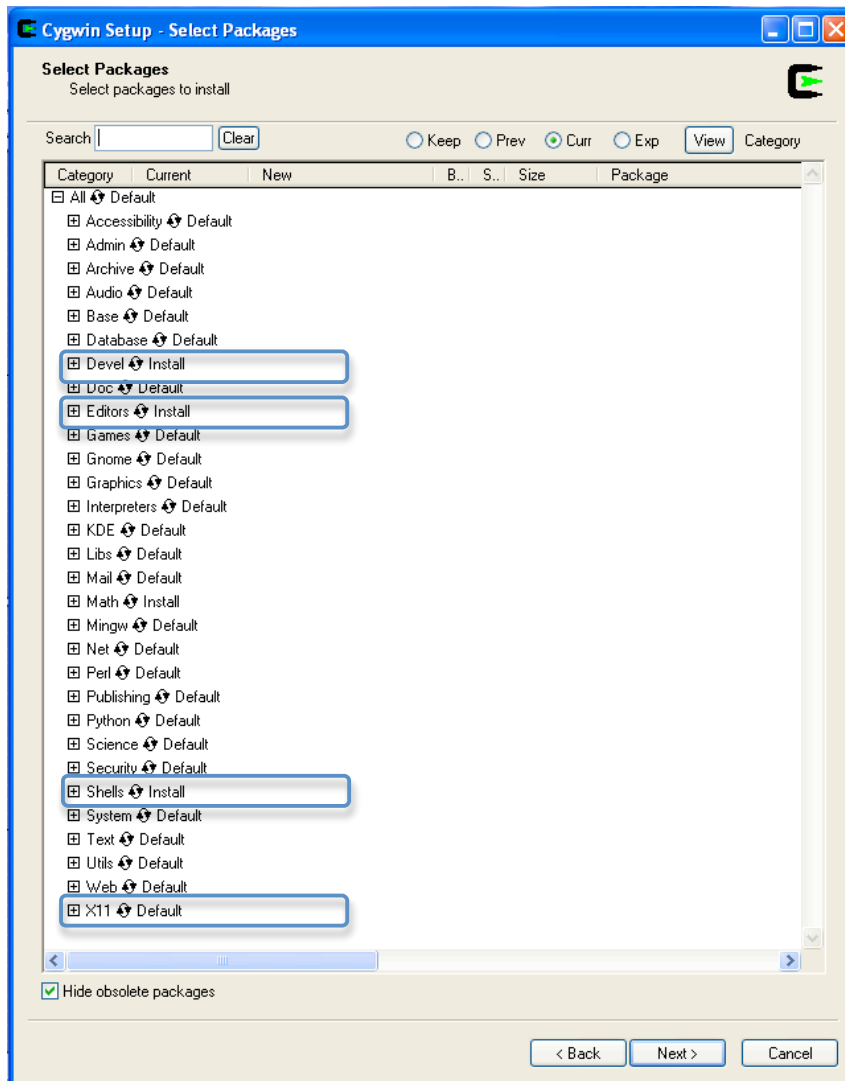 Cygwin Setup - Select Packages
Select Packages
Select packages to install
Search Clear Keep Prev Curr Exp View Category
Category Current New B.. S.. Size Package
All Default
Accessibility Default
Admin Default
Archive Default
Audio Default
Base Default
Database Default
Devel Install
Doc Default
Editors Install
Games Default
Gnome Default
Graphics Default
Interpreters Default
KDE Default
Libs Default
Mail Default
Math Install
Mingw Default
Net Default
Perl Default
Publishing Default
Python Default
Science Default
Security Default
Shells Install
System Default
Text Default
Utils Default
Web Default
X11 Default
Hide obsolete packages
< Back Next > Cancel